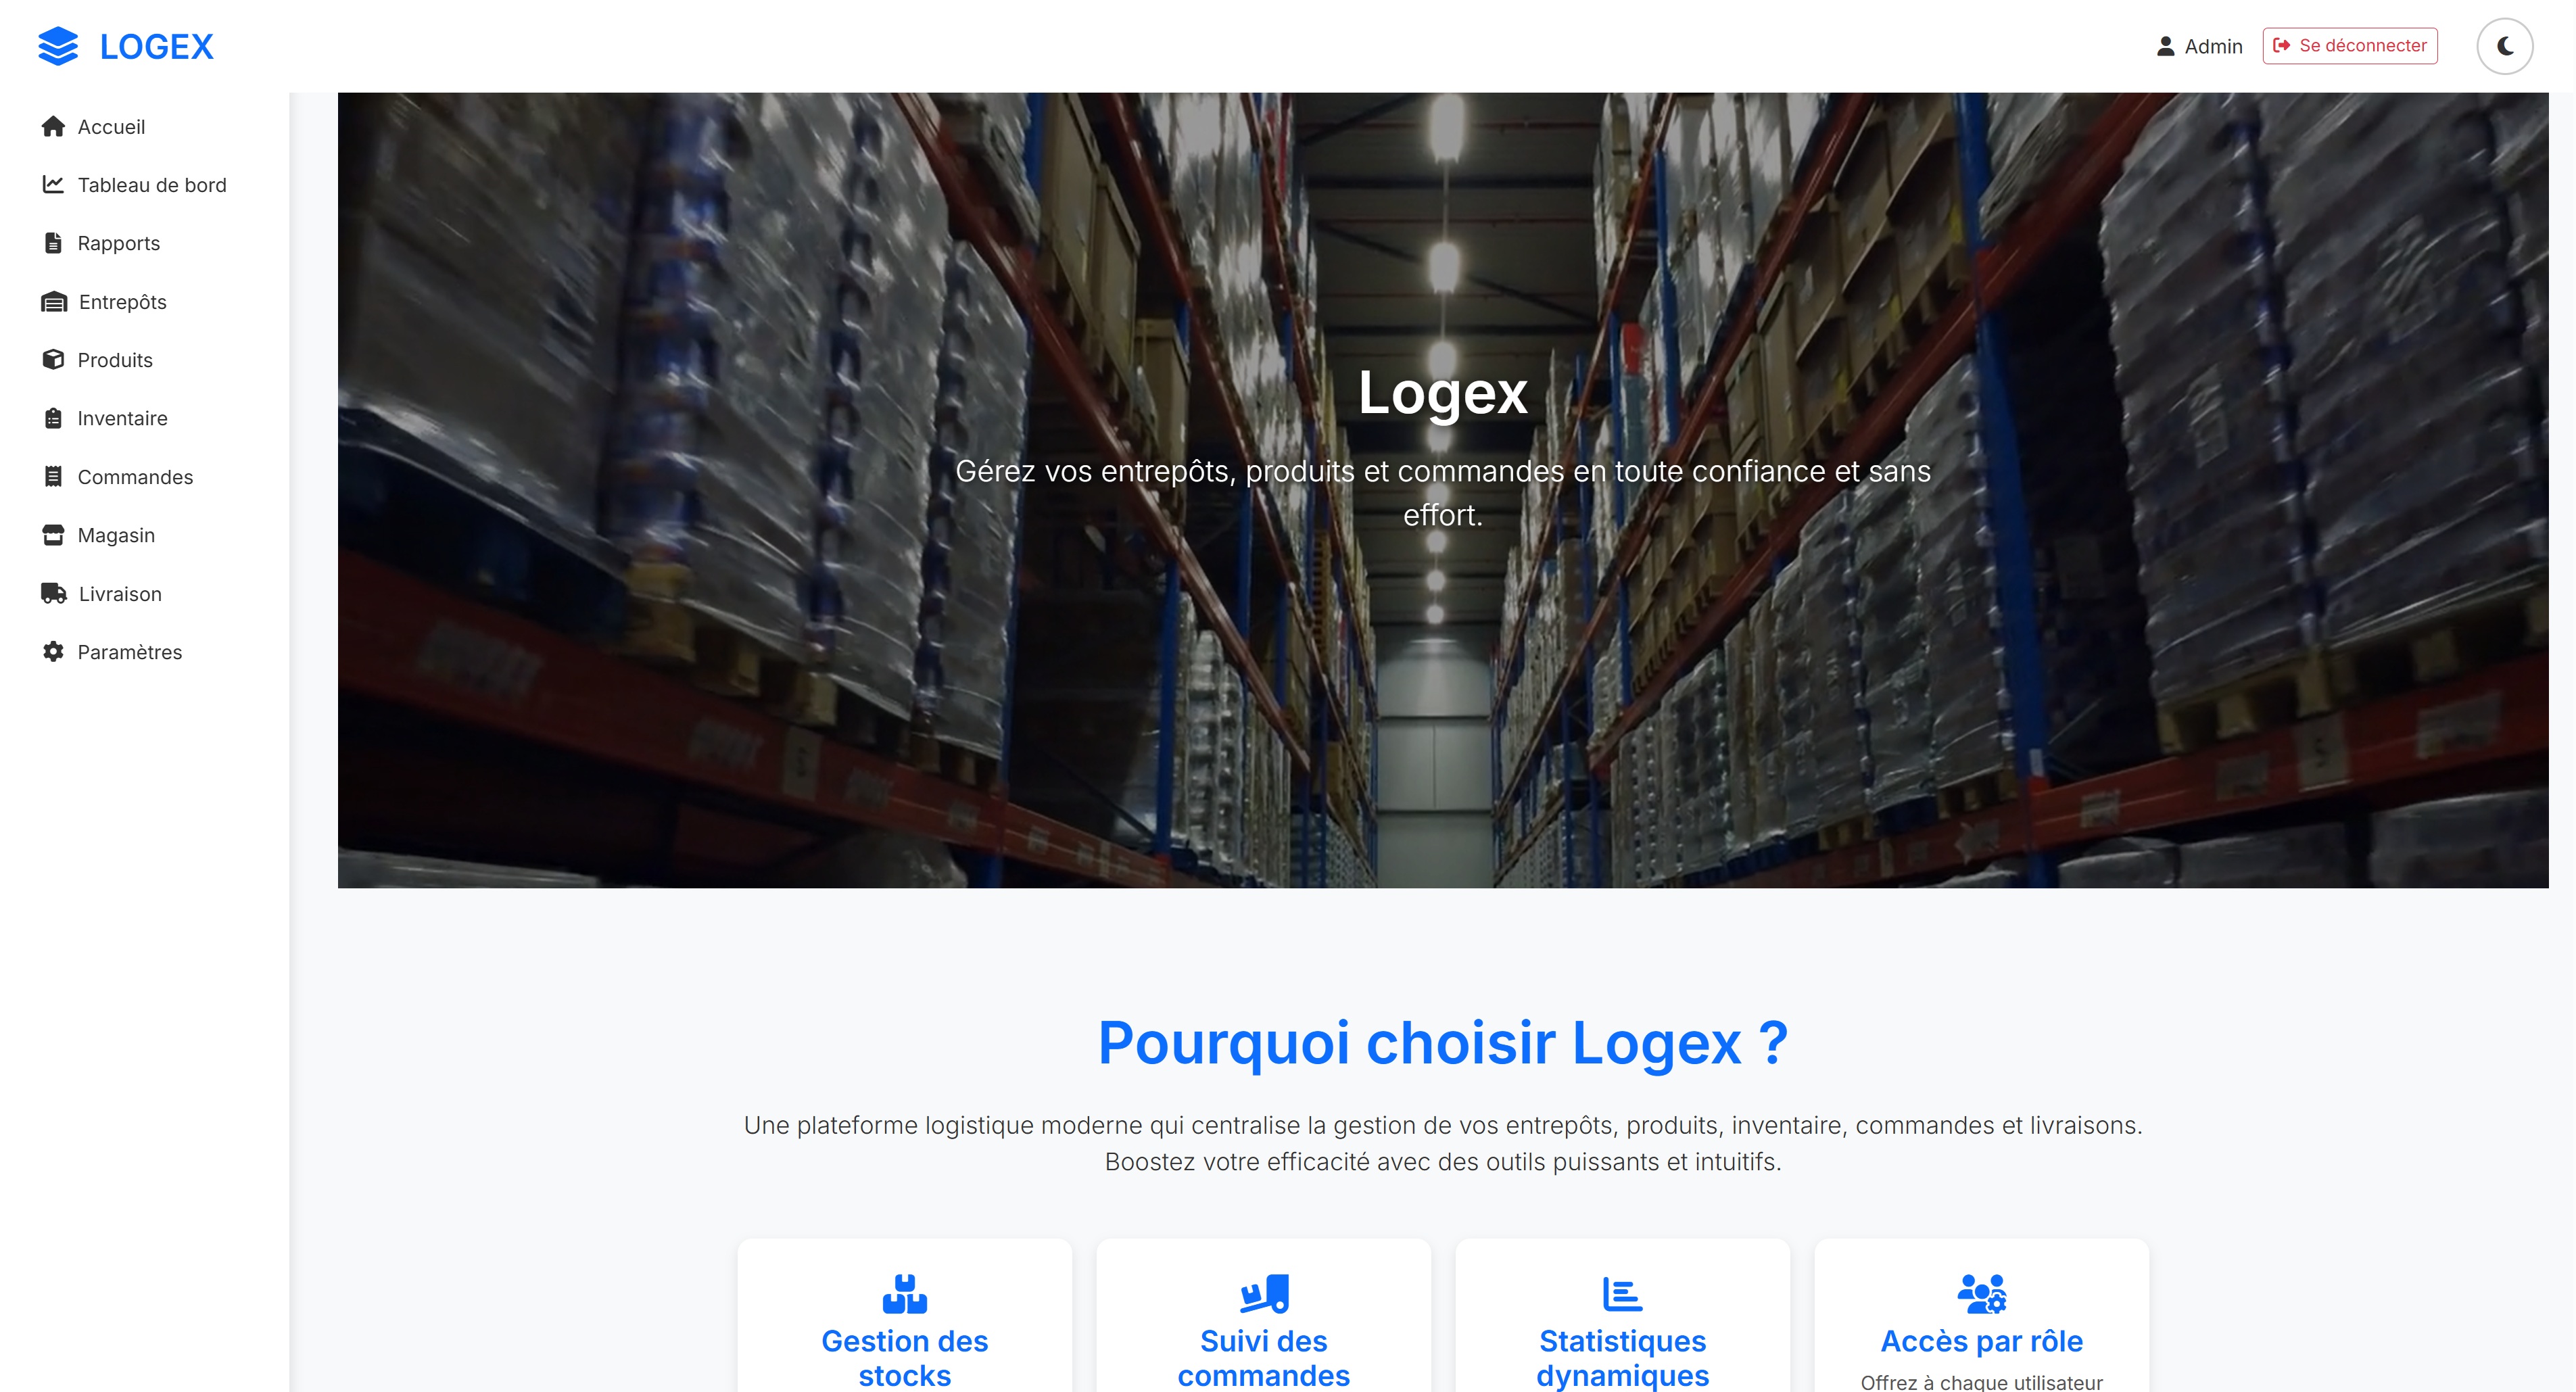 LOGEX
Admin
Se déconnecter
Accueil
Tableau de bord
Rapports
Entrepôts
Produits
Inventaire
Commandes
Magasin
Livraison
Paramètres
Logex
Gérez vos entrepôts, produits et commandes en toute confiance et sans
effort.
Pourquoi choisir Logex ?
Une plateforme logistique moderne qui centralise la gestion de vos entrepôts, produits, inventaire, commandes et livraisons.
Boostez votre efficacité avec des outils puissants et intuitifs.
Gestion des
stocks
Suivi des
commandes
Statistiques
dynamiques
Accès par rôle
Offrez à chaque utilisateur